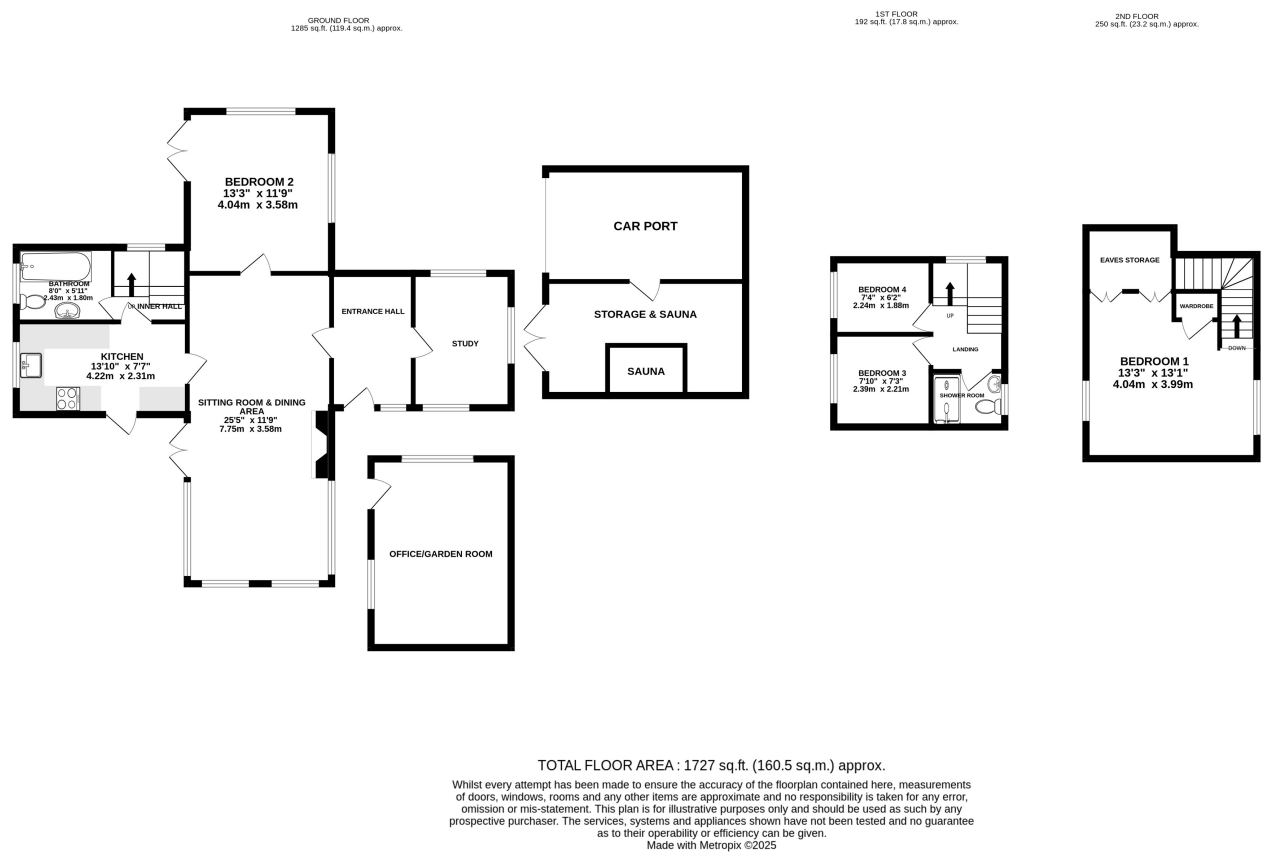 GROUND FLOOR
1285 sq.ft. (119.4 sq.m.) approx.
1ST FLOOR
192 sq.ft. (17.8 sq.m.) approx.
2ND FLOOR
250 sq.ft. (23.2 sq.m.) approx.
BEDROOM 2
13'3" x 11'9"
4.04m x 3.58m
BATHROOM
8'0" x 5'11"
2.43m x 1.80m
UP
INNER HALL
KITCHEN
13'10" x 7'7"
4.22m x 2.31m
SITTING ROOM & DINING
AREA
25'5" x 11'9"
7.75m x 3.58m
ENTRANCE HALL
STUDY
OFFICE/GARDEN ROOM
CAR PORT
STORAGE & SAUNA
SAUNA
BEDROOM 4
7'4" x 6'2"
2.24m x 1.88m
UP
LANDING
BEDROOM 3
7'10" x 7'3"
2.39m x 2.21m
SHOWER ROOM
EAVES STORAGE
WARDROBE
DOWN
BEDROOM 1
13'3" x 13'1"
4.04m x 3.99m
TOTAL FLOOR AREA : 1727 sq.ft. (160.5 sq.m.) approx.
Whilst every attempt has been made to ensure the accuracy of the floorplan contained here, measurements
of doors, windows, rooms and any other items are approximate and no responsibility is taken for any error,
omission or mis-statement. This plan is for illustrative purposes only and should be used as such by any
prospective purchaser. The services, systems and appliances shown have not been tested and no guarantee
as to their operability or efficiency can be given.
Made with Metropix ©2025